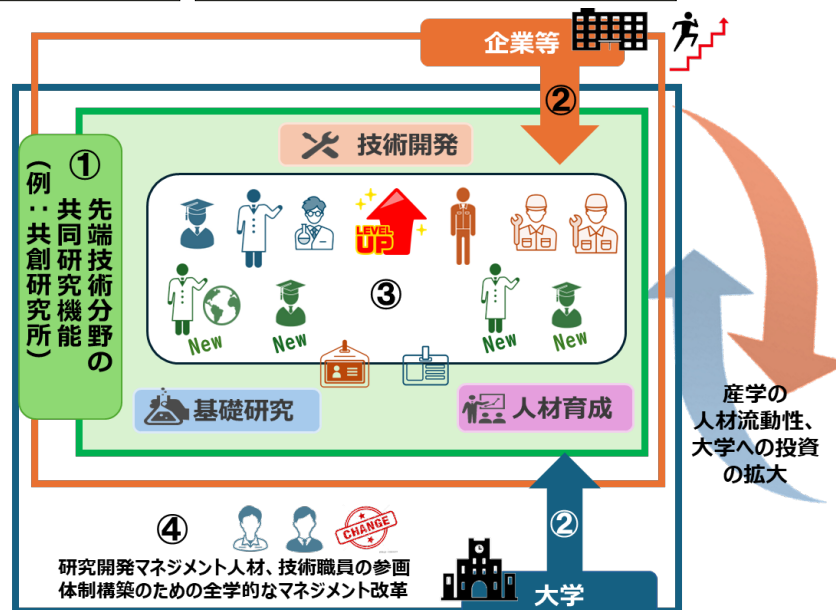 企業等
②
技術開発
①
先端技術分野の
共同研究機能
(例:共創研究所)
LEVEL
UP
③
New
New
New
New
基礎研究
人材育成
産学の
人材流動性、
大学への投資
の拡大
④
CHANGE
②
研究開発マネジメント人材、技術職員の参画
体制構築のための全学的なマネジメント改革
大学